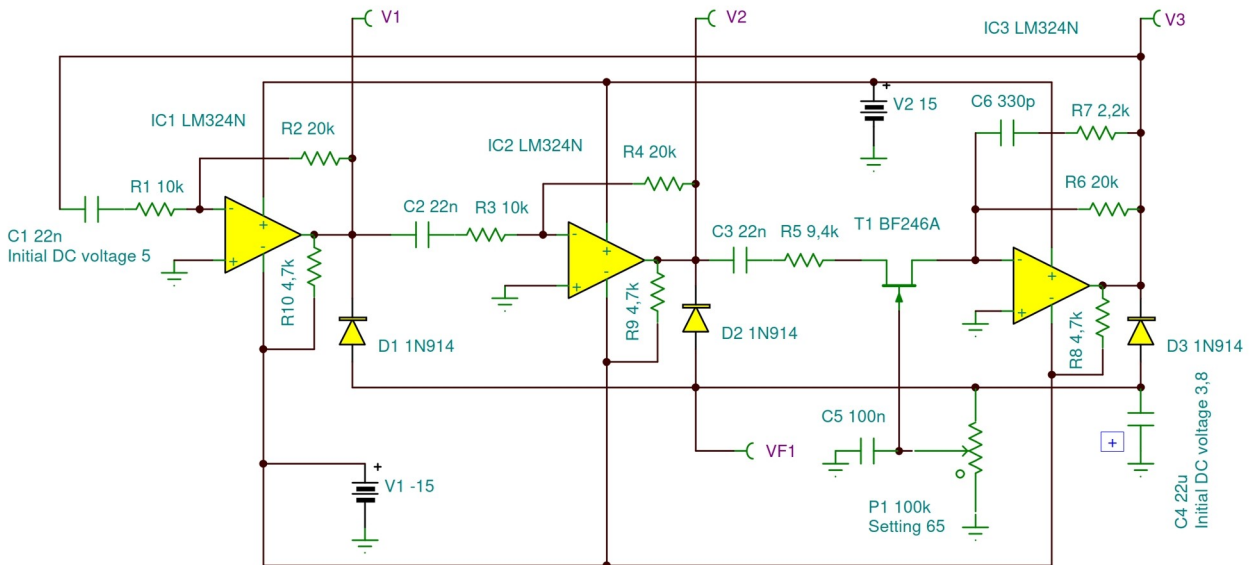 V1
V2
V3
IC3 LM324N
+
V2 15
C6 330p
R7 2,2k
IC1 LM324N
R2 20k
IC2 LM324N
R4 20k
R1 10k
R6 20k
C2 22n
R3 10k
C3 22n
R5 9,4k
T1 BF246A
C1 22n
Initial DC voltage 5
-
+
-
+
-
+
-
+
-
+
-
+
R10 4,7k
R9 4,7k
R8 4,7k
D1 1N914
D2 1N914
D3 1N914
C5 100n
+
VF1
+
V1 -15
P1 100k
Setting 65
C4 22u
Initial DC voltage 3,8